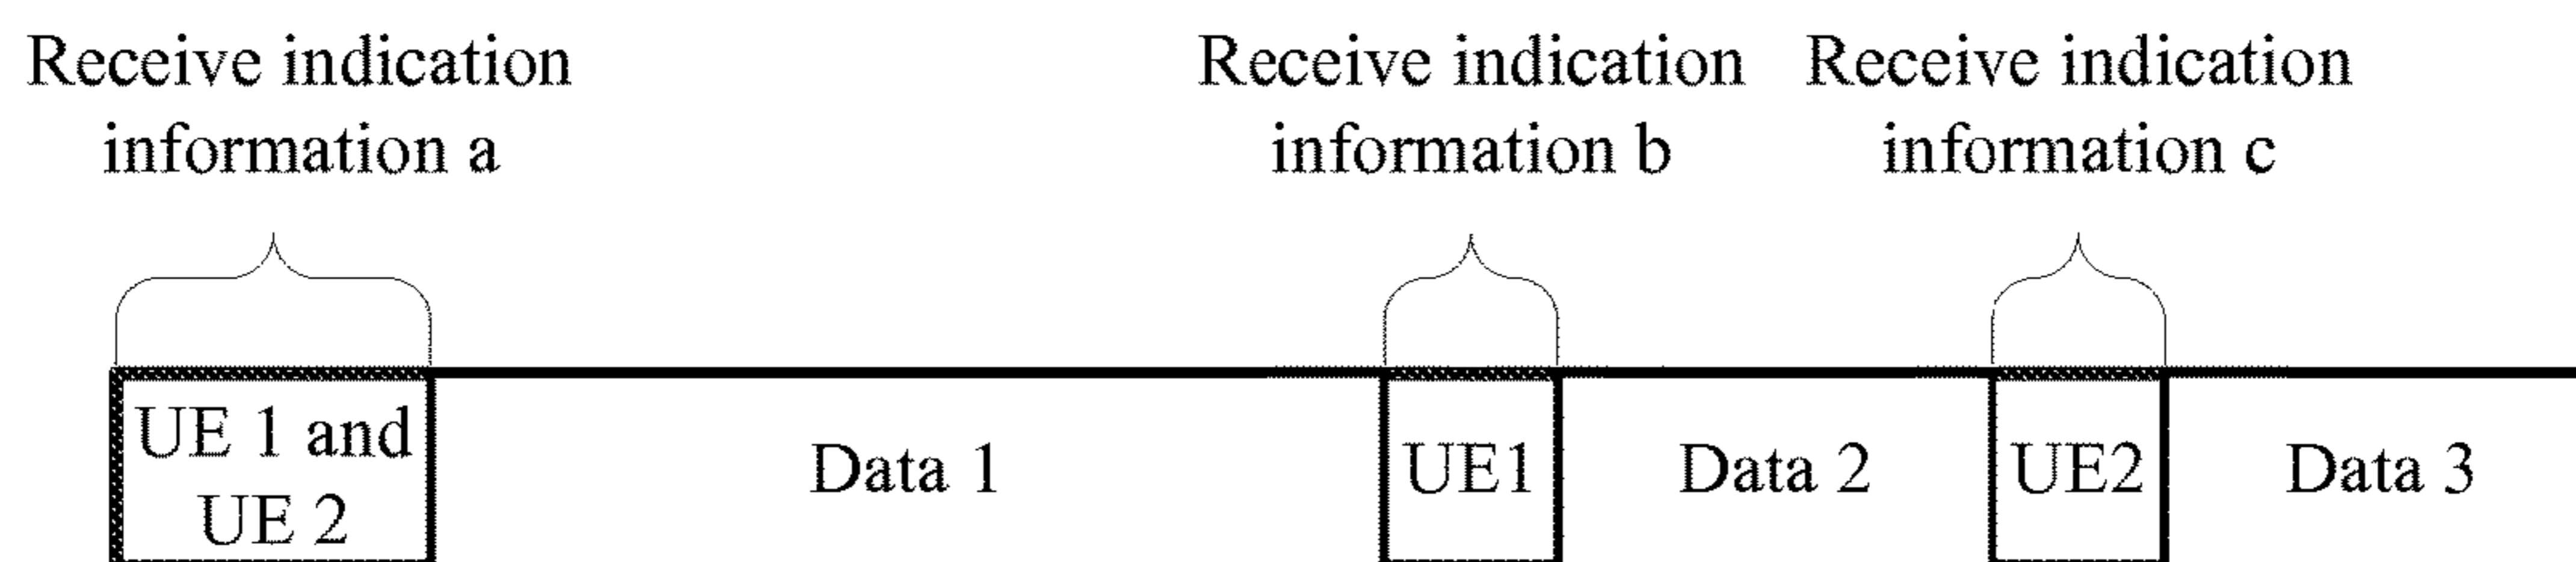 Receive indication
information a
Receive indication
information b
Receive indication
information c
UE 1 and
UE 2
Data 1
UE1
Data 2
UE2
Data 3